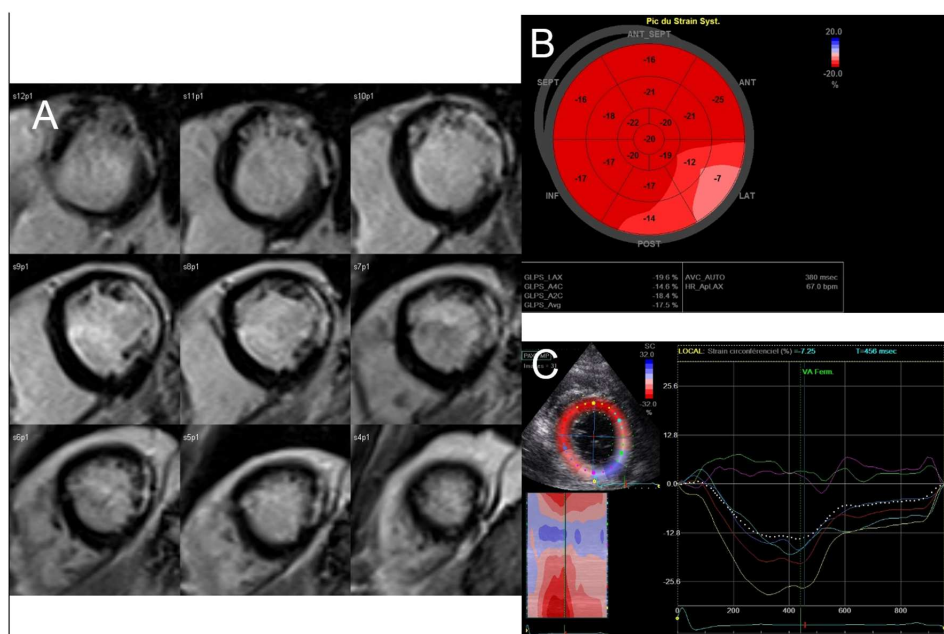 A
s12p1
s11p1
s10p1
s9p1
s8p1
s7p1
s6p1
s5p1
s4p1
B
Pic du Strain Syst.
ANT_SEPT
SEPT
ANT
INF
LAT
POST
20.0
-20.0
%
-16
-16
-25
-21
-22
-20
-21
-20
-20
-19
-12
-7
-17
-17
-17
-14
GLPS_LAX -19.6 % AVC_AUTO 380 msec
GLPS_A4C -14.6 % HR_ApLAX 67.0 bpm
GLPS_A2C -18.4 %
GLPS_Avg -17.5 %
C
SC
32.0
-32.0
%
LOCAL: Strain circonférenciel (%) =-7.25 T=456 msec
VA Ferm.
25.6
12.8
0.0
-12.8
-25.6
0 200 400 600 800